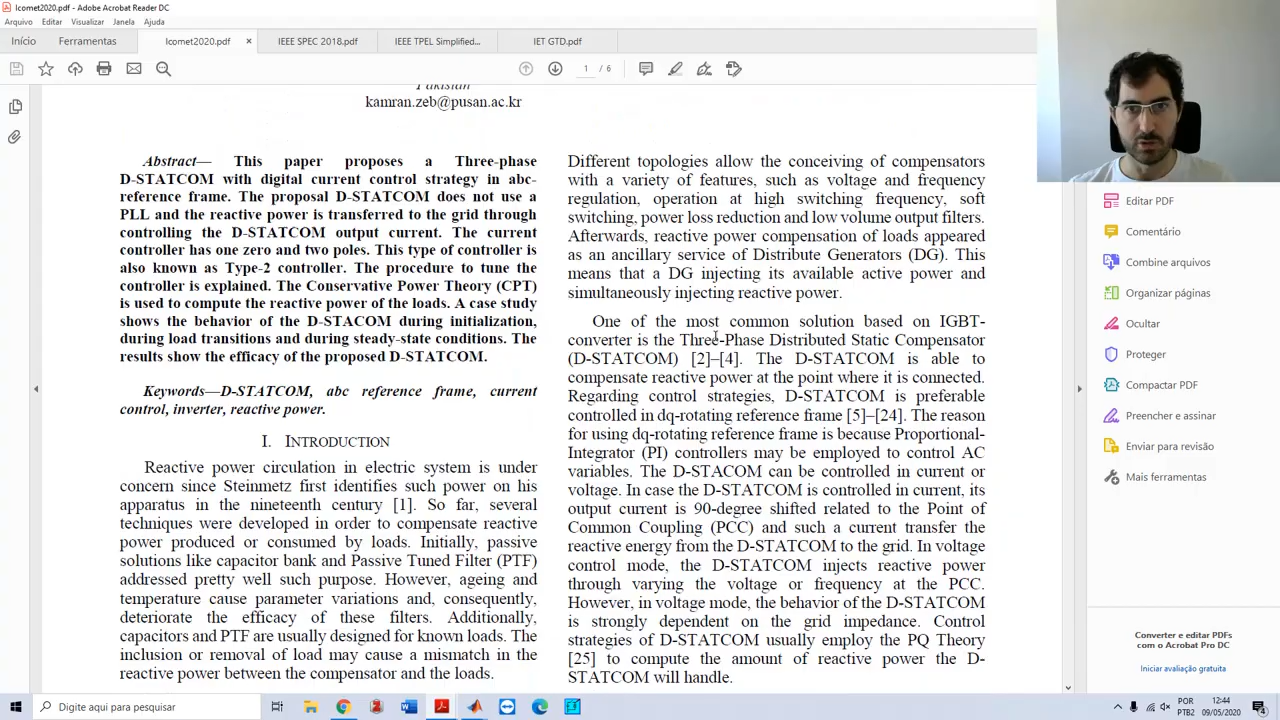 Icomet2020.pdf - Adobe Acrobat Reader DC
Arquivo Editar Visualizar Janela Ajuda
Início Ferramentas Icomet2020.pdf × IEEE SPEC 2018.pdf IEEE TPEL Simplified... IET GTD.pdf
1 / 6
Pakistan
kamran.zeb@pusan.ac.kr
Abstract— This paper proposes a Three-phase
D-STATCOM with digital current control strategy in abc-
reference frame. The proposal D-STATCOM does not use a
PLL and the reactive power is transferred to the grid through
controlling the D-STATCOM output current. The current
controller has one zero and two poles. This type of controller is
also known as Type-2 controller. The procedure to tune the
controller is explained. The Conservative Power Theory (CPT)
is used to compute the reactive power of the loads. A case study
shows the behavior of the D-STACOM during initialization,
during load transitions and during steady-state conditions. The
results show the efficacy of the proposed D-STATCOM.
Keywords—D-STATCOM, abc reference frame, current
control, inverter, reactive power.
I. INTRODUCTION
Reactive power circulation in electric system is under
concern since Steinmetz first identifies such power on his
apparatus in the nineteenth century [1]. So far, several
techniques were developed in order to compensate reactive
power produced or consumed by loads. Initially, passive
solutions like capacitor bank and Passive Tuned Filter (PTF)
addressed pretty well such purpose. However, ageing and
temperature cause parameter variations and, consequently,
deteriorate the efficacy of these filters. Additionally,
capacitors and PTF are usually designed for known loads. The
inclusion or removal of load may cause a mismatch in the
reactive power between the compensator and the loads.
Different topologies allow the conceiving of compensators
with a variety of features, such as voltage and frequency
regulation, operation at high switching frequency, soft
switching, power loss reduction and low volume output filters.
Afterwards, reactive power compensation of loads appeared
as an ancillary service of Distribute Generators (DG). This
means that a DG injecting its available active power and
simultaneously injecting reactive power.
One of the most common solution based on IGBT-
converter is the Three-Phase Distributed Static Compensator
(D-STATCOM) [2]–[4]. The D-STATCOM is able to
compensate reactive power at the point where it is connected.
Regarding control strategies, D-STATCOM is preferable
controlled in dq-rotating reference frame [5]–[24]. The reason
for using dq-rotating reference frame is because Proportional-
Integrator (PI) controllers may be employed to control AC
variables. The D-STACOM can be controlled in current or
voltage. In case the D-STATCOM is controlled in current, its
output current is 90-degree shifted related to the Point of
Common Coupling (PCC) and such a current transfer the
reactive energy from the D-STATCOM to the grid. In voltage
control mode, the D-STATCOM injects reactive power
through varying the voltage or frequency at the PCC.
However, in voltage mode, the behavior of the D-STATCOM
is strongly dependent on the grid impedance. Control
strategies of D-STATCOM usually employ the PQ Theory
[25] to compute the amount of reactive power the D-
STATCOM will handle.
Editar PDF
Comentário
Combine arquivos
Organizar páginas
Ocultar
Proteger
Compactar PDF
Preencher e assinar
Enviar para revisão
Mais ferramentas
Converter e editar PDFs
com o Acrobat Pro DC
Iniciar avaliação gratuita
Digite aqui para pesquisar
POR
PTB2
12:44
09/05/2020
4